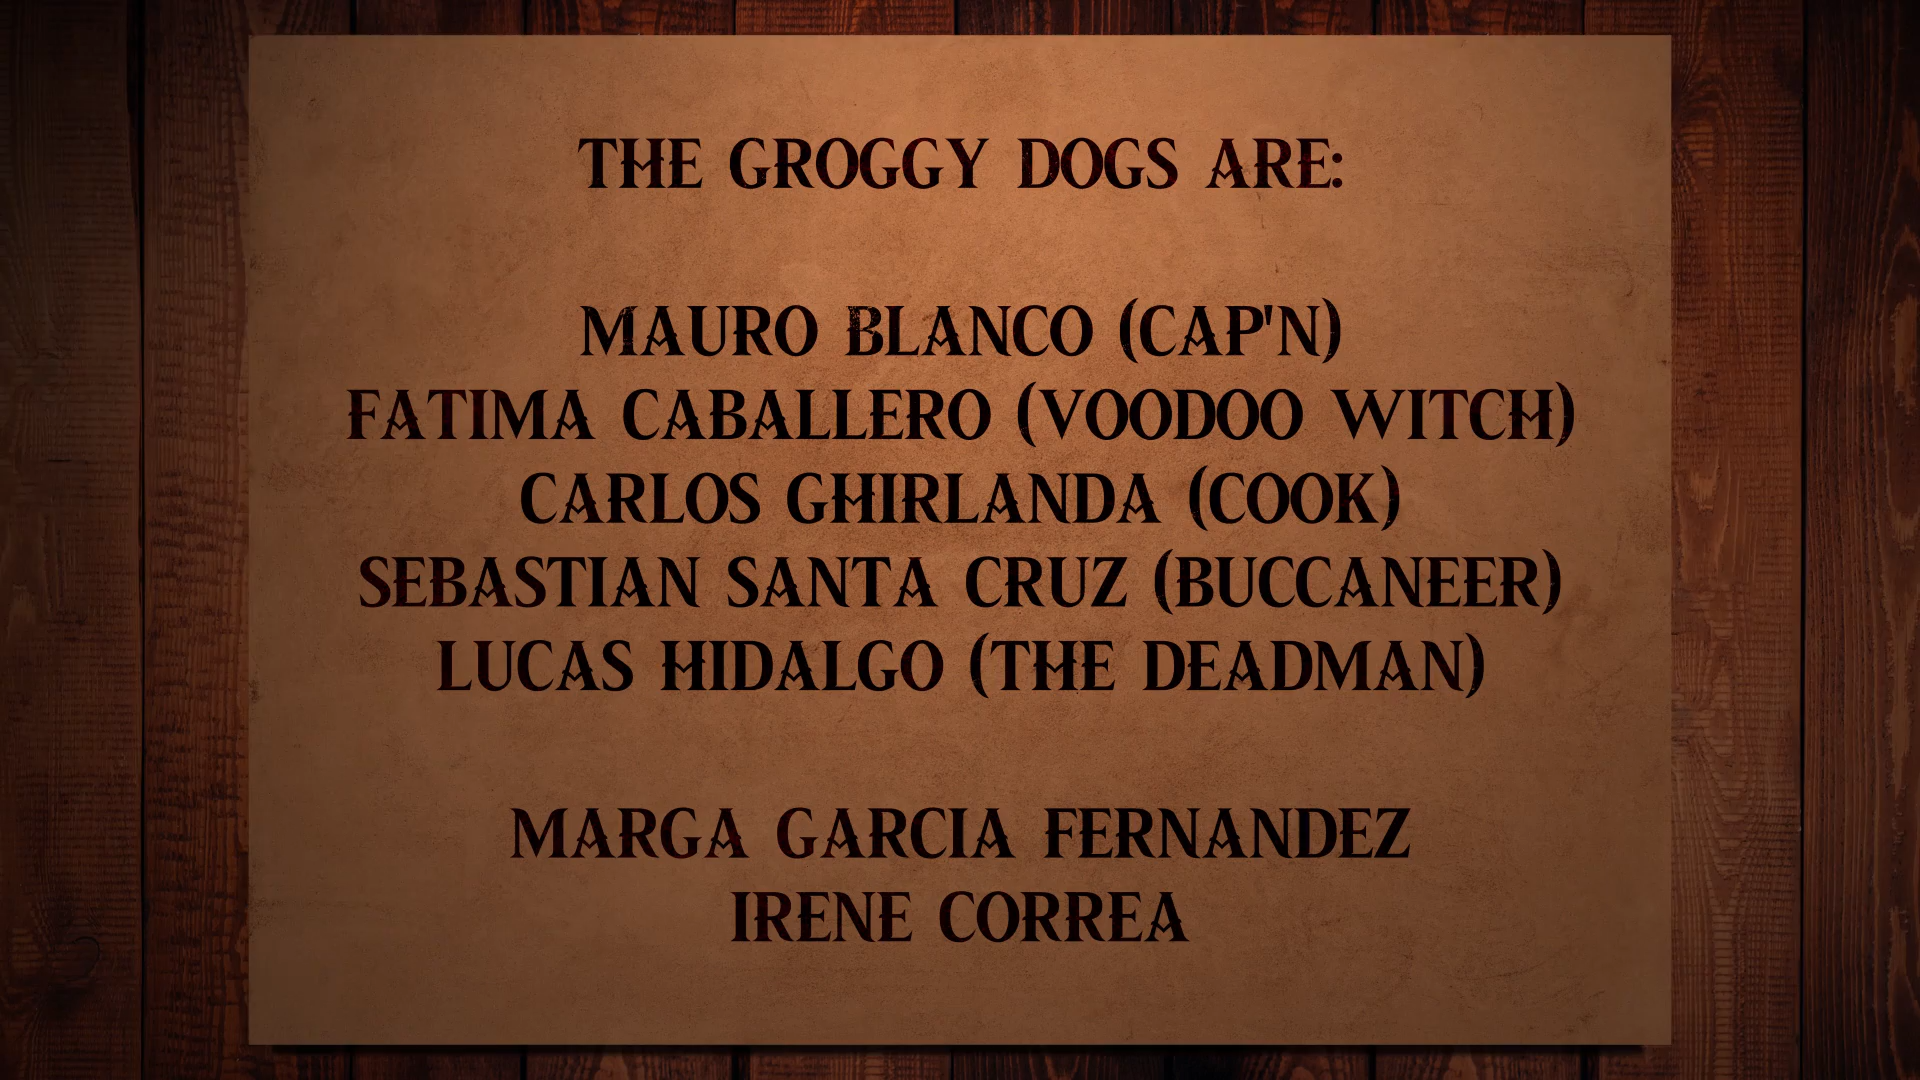 THE GROGGY DOGS ARE:
MAURO BLANCO (CAP'N)
FATIMA CABALLERO (VOODOO WITCH)
CARLOS GHIRLANDA (COOK)
SEBASTIAN SANTA CRUZ (BUCCANEER)
LUCAS HIDALGO (THE DEADMAN)
MARGA GARCIA FERNANDEZ
IRENE CORREA